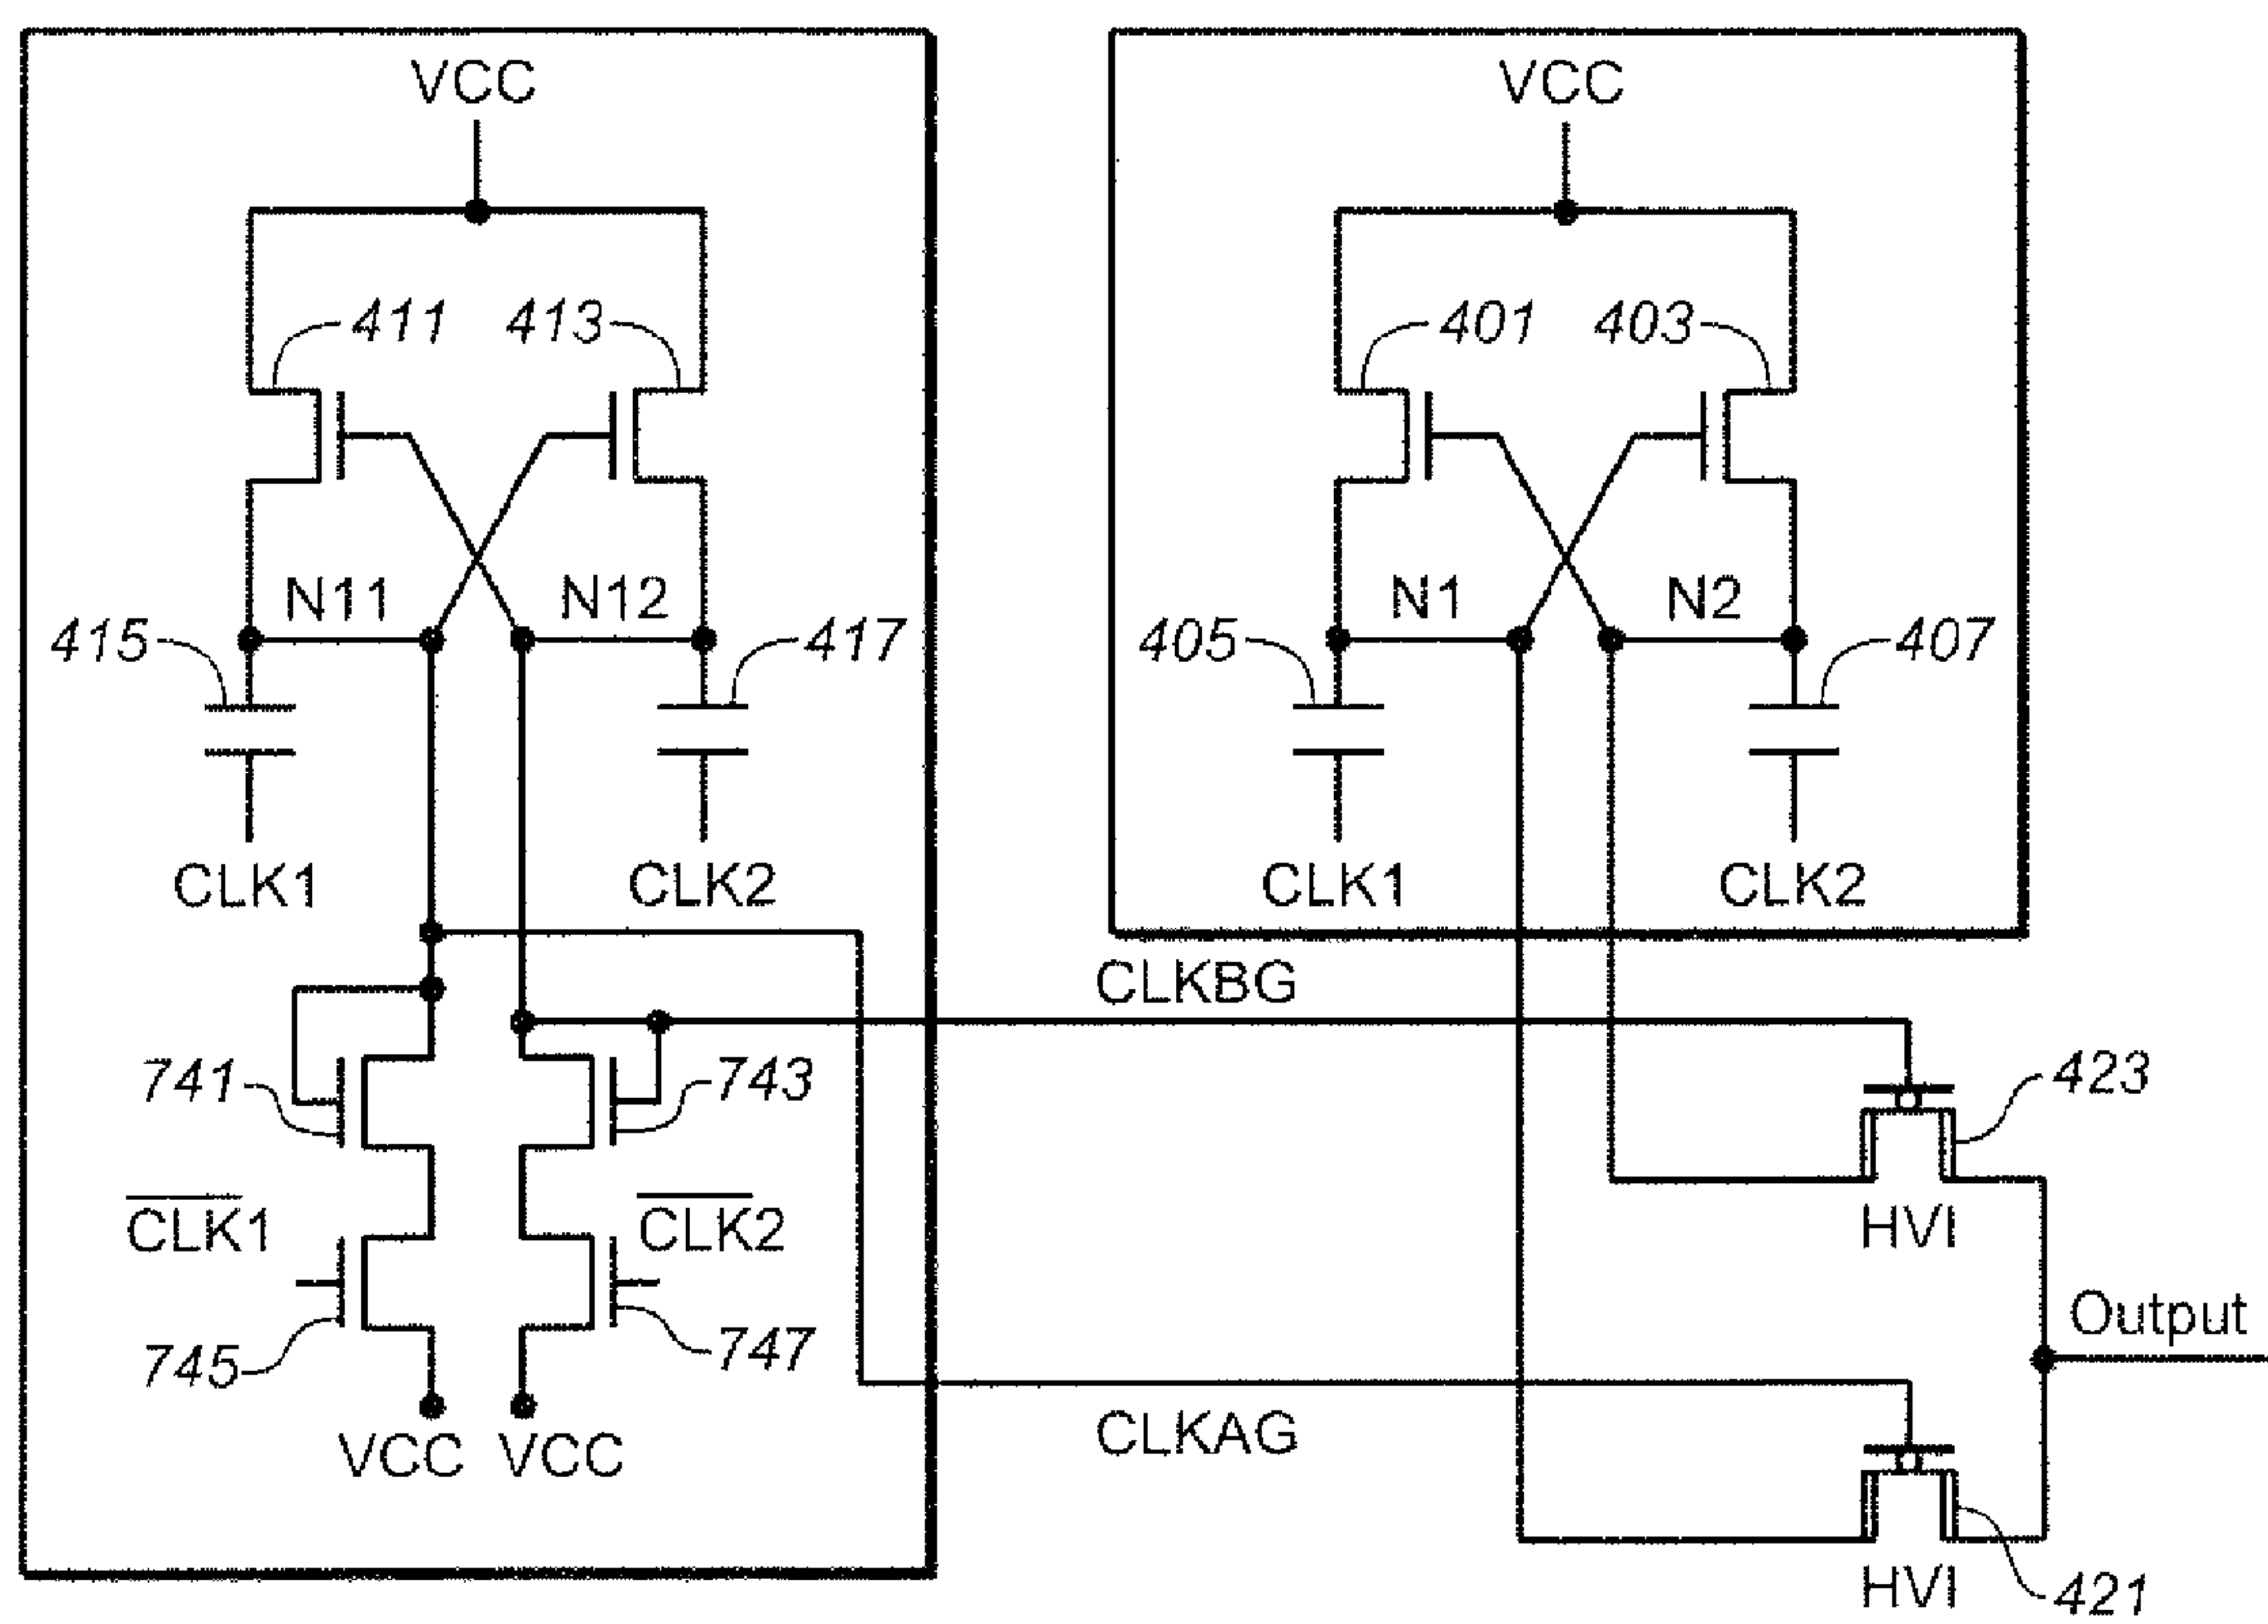 VCC
VCC
411
413
401
403
N11
N12
N1
N2
415
417
405
407
CLK1
CLK2
CLK1
CLK2
CLKBG
741
743
423
CLK1
CLK2
HVI
Output
745
747
VCC
VCC
CLKAG
HVI
421